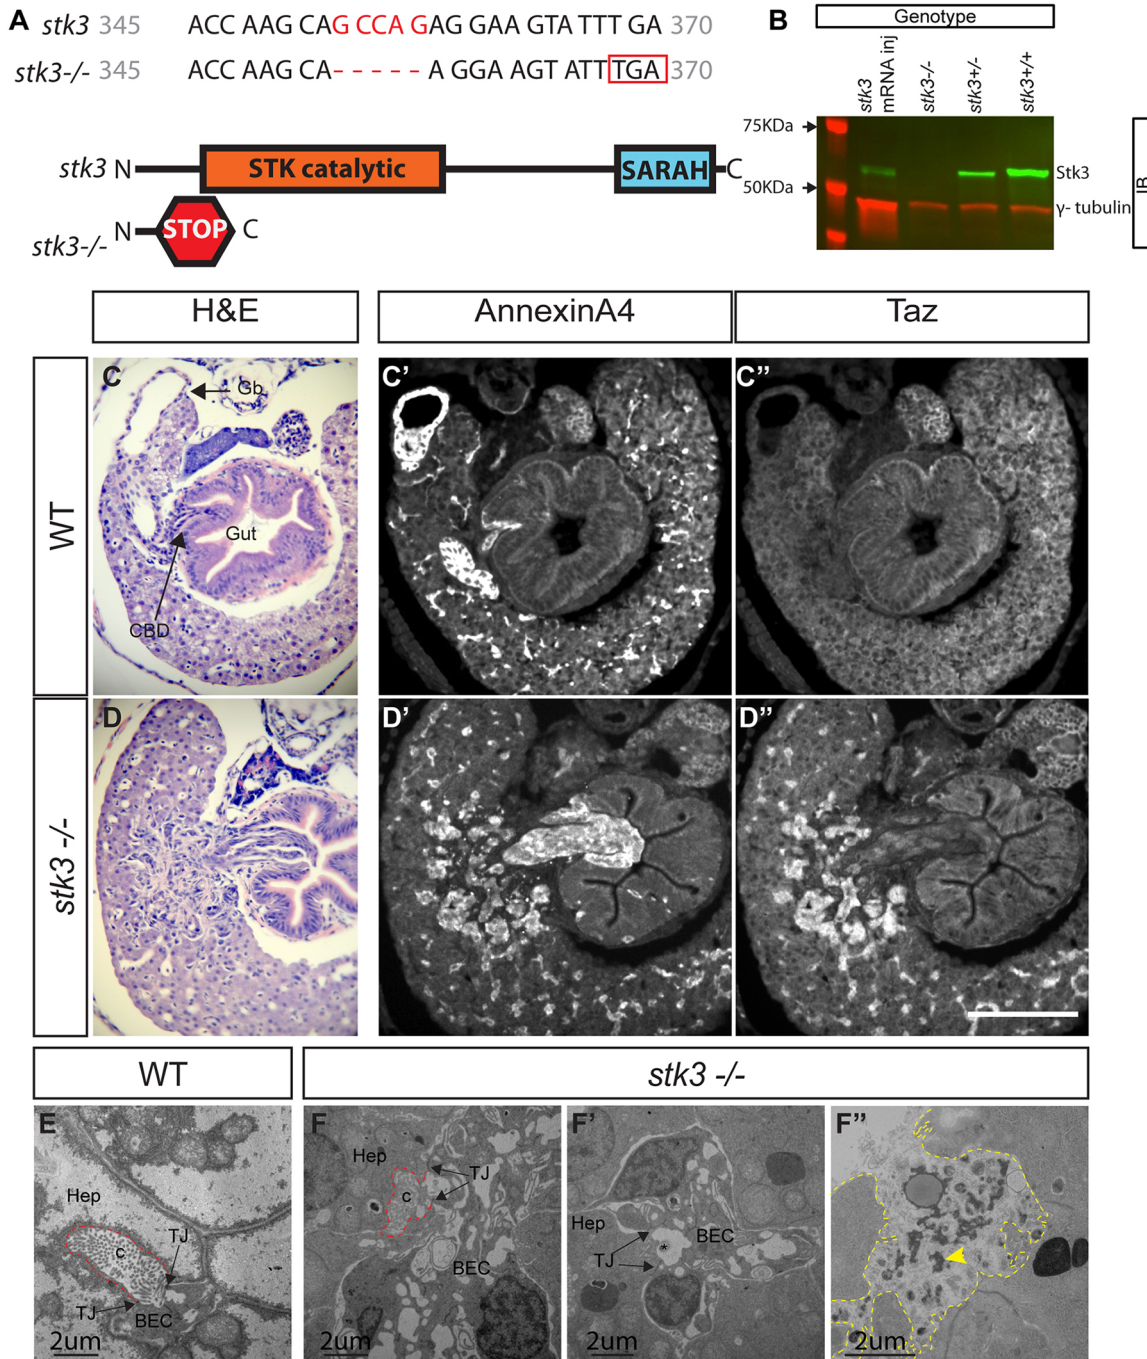 A
stk3 345 ACC AAG CAG CCAG AG GAA GTA TTT GA 370
stk3-/- 345 ACC AAG CA- - - - - A GGA AGT ATT TGA 370
stk3 N STK catalytic SARAH C
stk3-/- N STOP C
B
Genotype
stk3 mRNA inj
stk3-/-
stk3+/-
stk3+/+
75KDa
50KDa
Stk3
γ- tubulin
IB
H&E
AnnexinA4
Taz
WT
C
Gb
Gut
CBD
C'
C"
stk3 -/-
D
D'
D"
WT
stk3 -/-
E
Hep
c
TJ
TJ
BEC
2um
F
Hep
TJ
c
BEC
2um
F'
Hep
TJ
BEC
*
2um
F"
2um